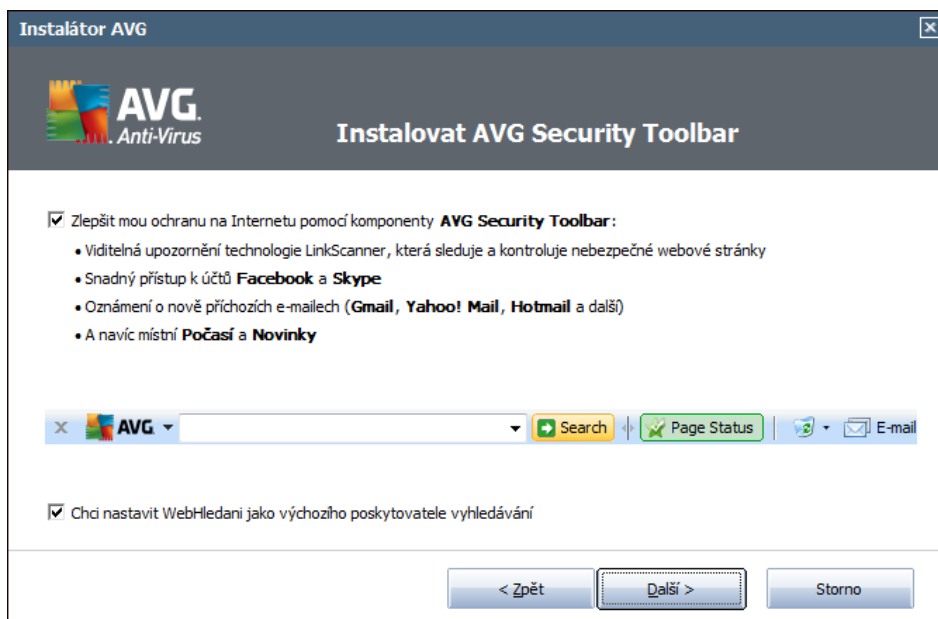 Instalátor AVG
AVG.
Anti-Virus
Instalovat AVG Security Toolbar
Zlepšit mou ochranu na Internetu pomocí komponenty AVG Security Toolbar:
• Viditelná upozornění technologie LinkScanner, která sleduje a kontroluje nebezpečné webové stránky
• Snadný přístup k účtů Facebook a Skype
• Oznámení o nově příchozích e-mailech (Gmail, Yahoo! Mail, Hotmail a další)
• A navíc místní Počasí a Novinky
AVG Search Page Status E-mail
Chci nastavit WebHledani jako výchozího poskytovatele vyhledávání
< Zpět Další > Storno